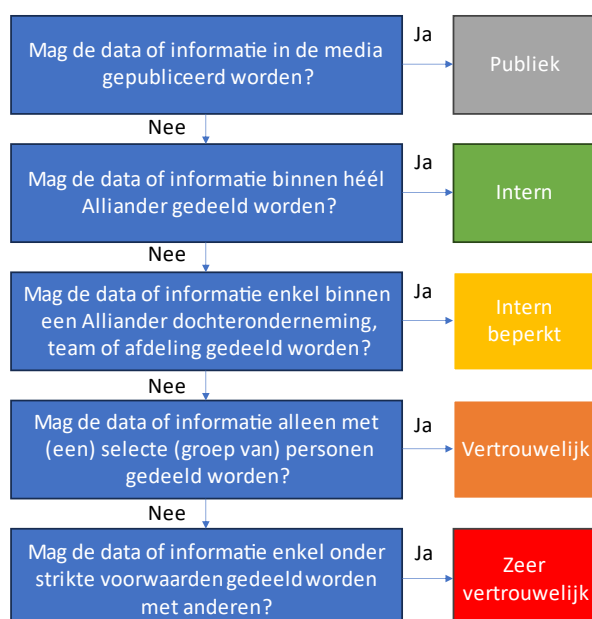 Mag de data of informatie in de media
gepubliceerd worden?
Ja
Publiek
Nee
Mag de data of informatie binnen héél
Alliander gedeeld worden?
Ja
Intern
Nee
Mag de data of informatie enkel binnen
een Alliander dochteronderneming,
team of afdeling gedeeld worden?
Ja
Intern
beperkt
Nee
Mag de data of informatie alleen met
(een) selecte (groep van) personen
gedeeld worden?
Ja
Vertrouwelijk
Nee
Mag de data of informatie enkel onder
strikte voorwaarden gedeeld worden
met anderen?
Ja
Zeer
vertrouwelijk